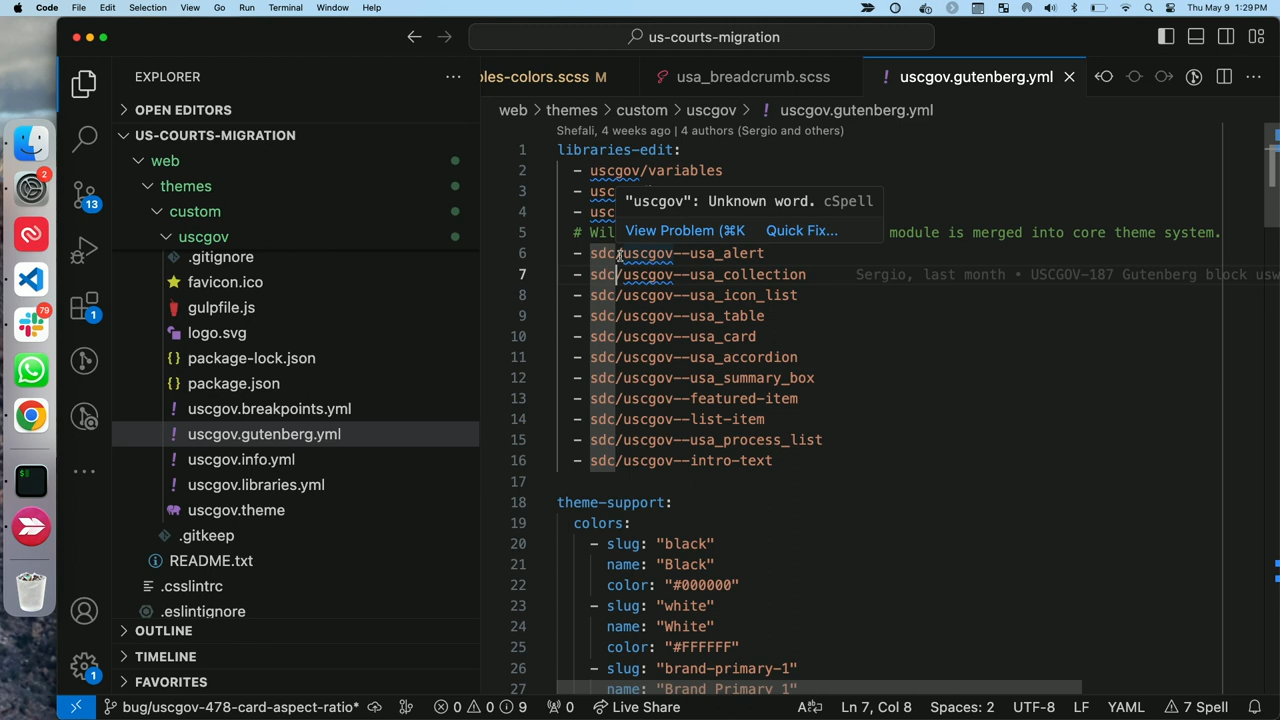 Code File Edit Selection View Go Run Terminal Window Help Thu May 9 1:29 PM
us-courts-migration
EXPLORER
bles-colors.scss M usa_breadcrumb.scss uscgov.gutenberg.yml
OPEN EDITORS
US-COURTS-MIGRATION
web
themes
custom
uscgov
.gitignore
favicon.ico
gulpfile.js
logo.svg
package-lock.json
package.json
uscgov.breakpoints.yml
uscgov.gutenberg.yml
uscgov.info.yml
uscgov.libraries.yml
uscgov.theme
.gitkeep
README.txt
.csslintrc
.eslintignore
OUTLINE
TIMELINE
FAVORITES
2
79
13
1
1
web > themes > custom > uscgov > uscgov.gutenberg.yml
Shefali, 4 weeks ago | 4 authors (Sergio and others)
1 libraries-edit:
2 - uscgov/variables
3 - usc
"uscgov": Unknown word. cSpell
4 - usc
View Problem (⌘K Quick Fix...
5 # Wil module is merged into core theme system.
6 - sdc/uscgov--usa_alert
7 - sdc/uscgov--usa_collection Sergio, last month • USCGOV-187 Gutenberg block usw
8 - sdc/uscgov--usa_icon_list
9 - sdc/uscgov--usa_table
10 - sdc/uscgov--usa_card
11 - sdc/uscgov--usa_accordion
12 - sdc/uscgov--usa_summary_box
13 - sdc/uscgov--featured-item
14 - sdc/uscgov--list-item
15 - sdc/uscgov--usa_process_list
16 - sdc/uscgov--intro-text
17
18 theme-support:
19 colors:
20 - slug: "black"
21 name: "Black"
22 color: "#000000"
23 - slug: "white"
24 name: "White"
25 color: "#FFFFFF"
26 - slug: "brand-primary-1"
27 name: "Brand Primary 1"
bug/uscgov-478-card-aspect-ratio* 0 0 9 0 Live Share Ln 7, Col 8 Spaces: 2 UTF-8 LF YAML 7 Spell